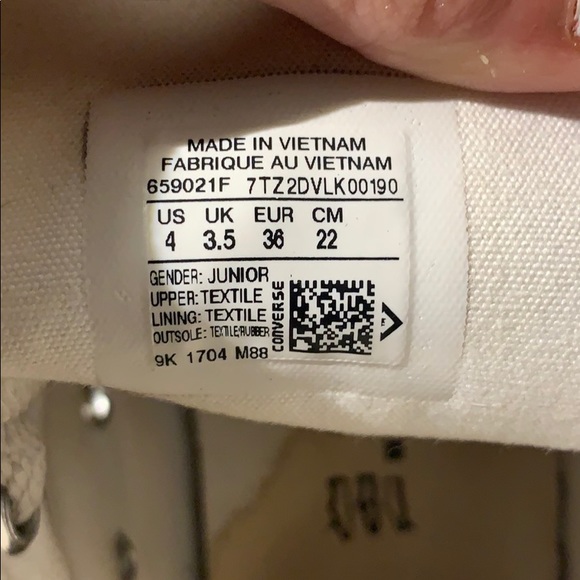 MADE IN VIETNAM
FABRIQUE AU VIETNAM
659021F 7TZ2DVLK00190
US UK EUR CM
4 3.5 36 22
GENDER: JUNIOR
UPPER: TEXTILE
LINING: TEXTILE
OUTSOLE: TEXTILE/RUBBER
9K 1704 M88
CONVERSE
E